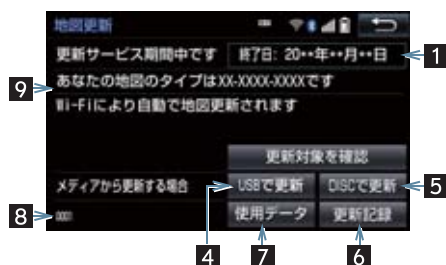 地図更新
更新サービス期間中です 終了日: 20**年**月**日
1
あなたの地図のタイプはXX-XXXX-XXXXです
9
Wi-Fiにより自動で地図更新されます
更新対象を確認
メディアから更新する場合 USBで更新 DISCで更新
5
8
使用データ 更新記録
4 7 6